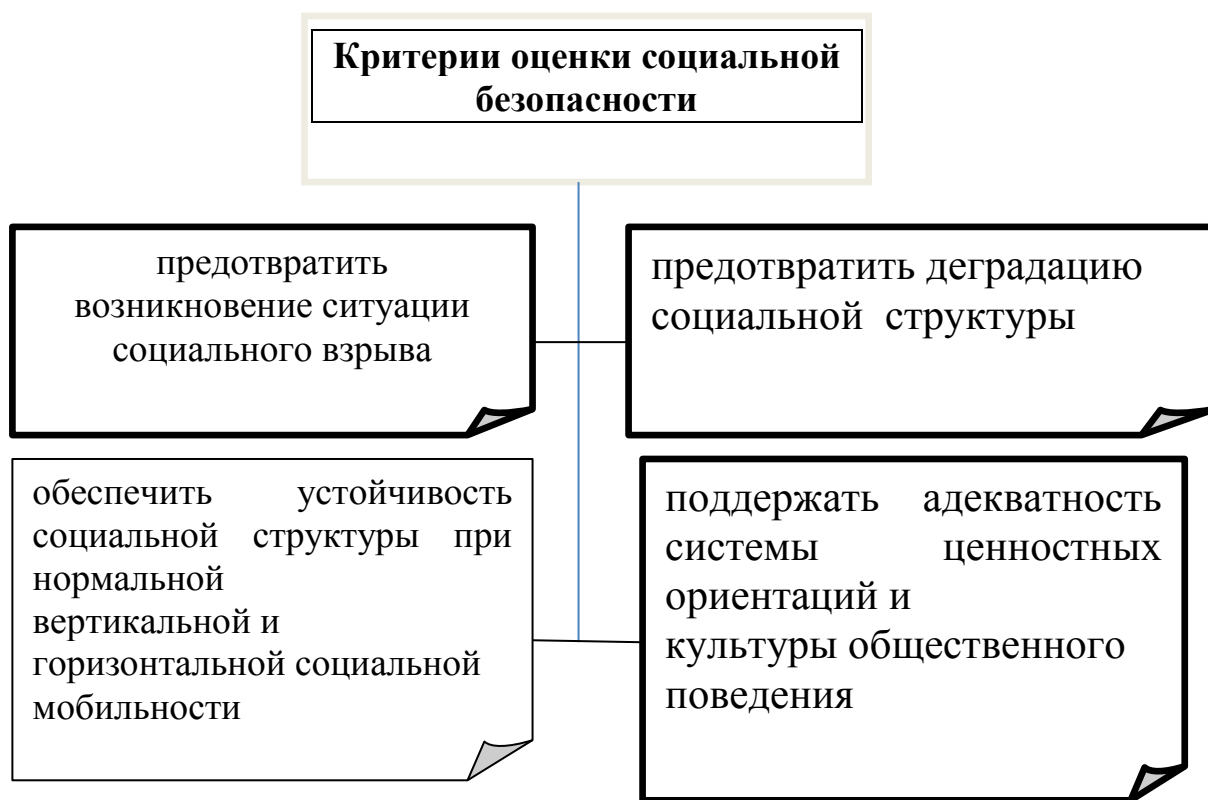 Критерии оценки социальной
безопасности
предотвратить
возникновение ситуации
социального взрыва
предотвратить деградацию
социальной структуры
обеспечить устойчивость
социальной структуры при
нормальной
вертикальной и
горизонтальной социальной
мобильности
поддержать адекватность
системы ценностных
ориентаций и
культуры общественного
поведения